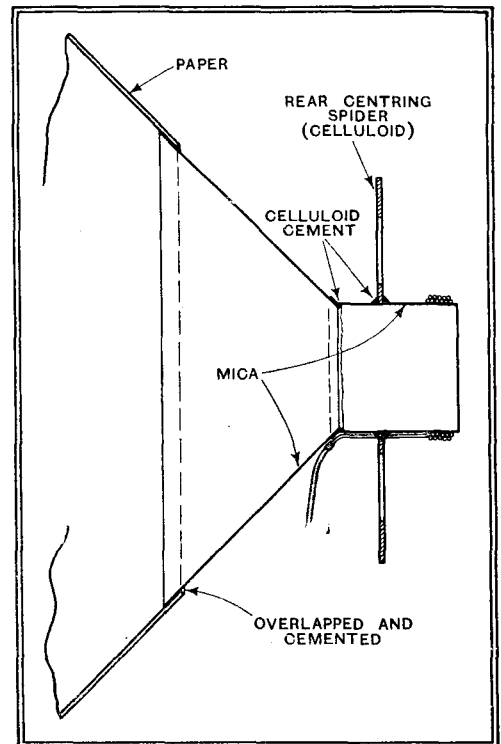 PAPER
REAR CENTRING
SPIDER
(CELLULOID)
CELLULOID
CEMENT
MICA
OVERLAPPED AND
CEMENTED